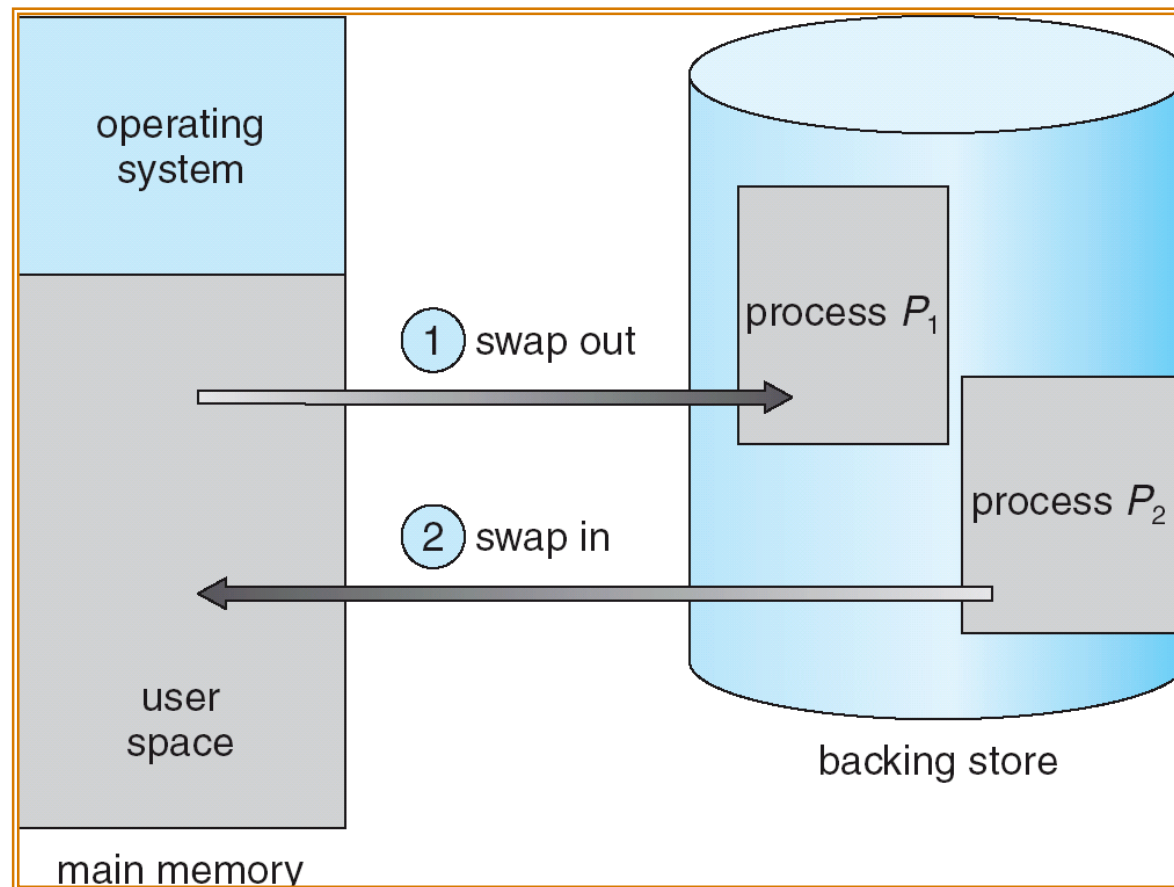 operating
system
process P₁
1 swap out
process P₂
2 swap in
user
space
backing store
main memory